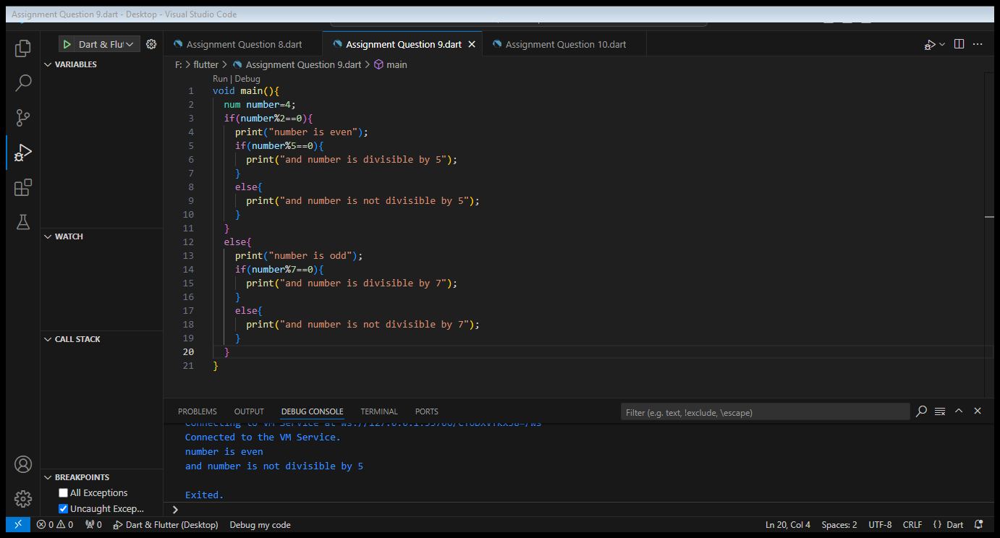 Assignment Question 9.dart - Desktop - Visual Studio Code
Dart & Flut
Assignment Question 8.dart
Assignment Question 9.dart
Assignment Question 10.dart
VARIABLES
F: > flutter > Assignment Question 9.dart > main
Run | Debug
1 void main(){
2   num number=4;
3   if(number%2==0){
4     print("number is even");
5     if(number%5==0){
6       print("and number is divisible by 5");
7     }
8     else{
9       print("and number is not divisible by 5");
10     }
11   }
12   else{
13     print("number is odd");
14     if(number%7==0){
15       print("and number is divisible by 7");
16     }
17     else{
18       print("and number is not divisible by 7");
19     }
20   }
21 }
WATCH
CALL STACK
BREAKPOINTS
All Exceptions
Uncaught Excep...
PROBLEMS OUTPUT DEBUG CONSOLE TERMINAL PORTS
Filter (e.g. text, !exclude, \escape)
Connecting to VM Service at
Connected to the VM Service.
number is even
and number is not divisible by 5
Exited.
>
0 0 0 Dart & Flutter (Desktop) Debug my code
Ln 20, Col 4 Spaces: 2 UTF-8 CRLF {} Dart